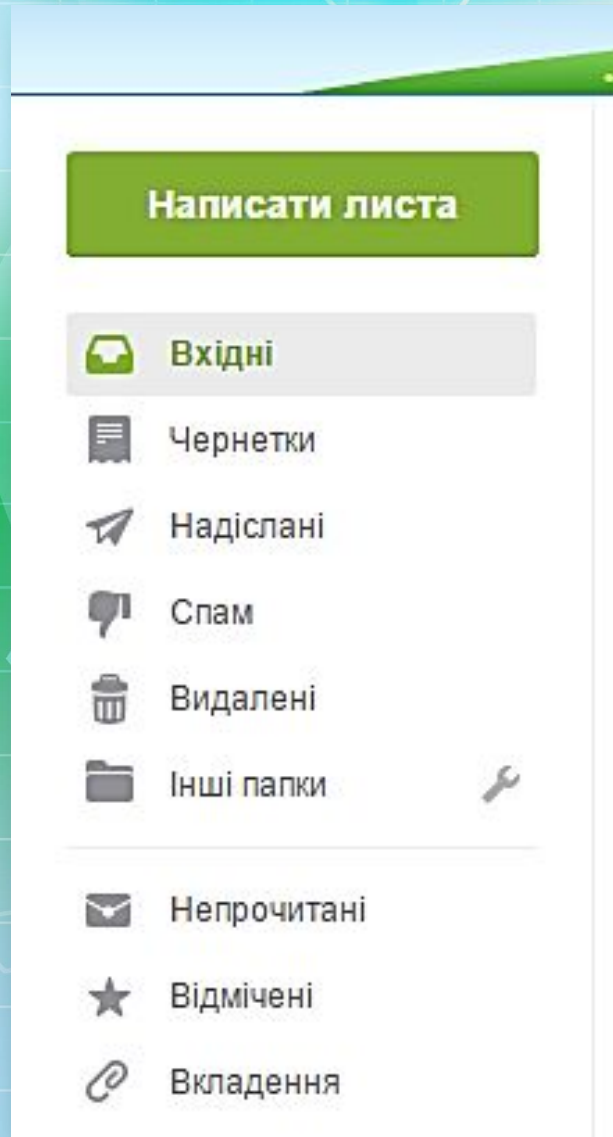 Написати листа
Вхідні
Чернетки
Надіслані
Спам
Видалені
Інші папки
Непрочитані
Відмічені
Вкладення